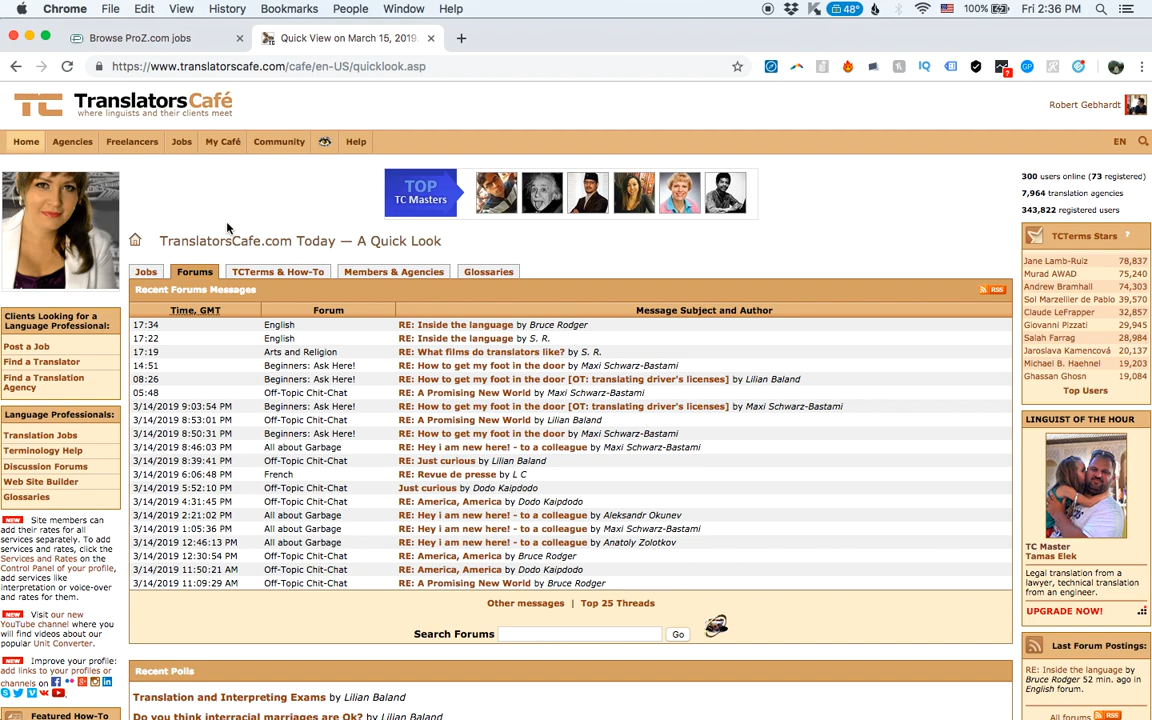 Chrome File Edit View History Bookmarks People Window Help 48° 100% Fri 2:36 PM
Browse ProZ.com jobs × Quick View on March 15, 2019. × +
https://www.translatorscafe.com/cafe/en-US/quicklook.asp
TC TranslatorsCafé
where linguists and their clients meet
Robert Gebhardt
Home Agencies Freelancers Jobs My Café Community Help EN
TOP
TC Masters
300 users online (73 registered)
7,964 translation agencies
343,822 registered users
TranslatorsCafe.com Today — A Quick Look
Jobs Forums TCTerms & How-To Members & Agencies Glossaries
Recent Forums Messages RSS
Time, GMT Forum Message Subject and Author
17:34 English RE: Inside the language by Bruce Rodger
17:22 English RE: Inside the language by S. R.
17:19 Arts and Religion RE: What films do translators like? by S. R.
14:51 Beginners: Ask Here! RE: How to get my foot in the door by Maxi Schwarz-Bastami
08:26 Beginners: Ask Here! RE: How to get my foot in the door [OT: translating driver's licenses] by Lilian Baland
05:48 Off-Topic Chit-Chat RE: A Promising New World by Maxi Schwarz-Bastami
3/14/2019 9:03:54 PM Beginners: Ask Here! RE: How to get my foot in the door [OT: translating driver's licenses] by Maxi Schwarz-Bastami
3/14/2019 8:53:01 PM Off-Topic Chit-Chat RE: A Promising New World by Lilian Baland
3/14/2019 8:50:31 PM Beginners: Ask Here! RE: How to get my foot in the door by Maxi Schwarz-Bastami
3/14/2019 8:46:03 PM All about Garbage RE: Hey i am new here! - to a colleague by Maxi Schwarz-Bastami
3/14/2019 8:39:41 PM Off-Topic Chit-Chat RE: Just curious by Lilian Baland
3/14/2019 6:06:48 PM French RE: Revue de presse by L C
3/14/2019 5:52:10 PM Off-Topic Chit-Chat Just curious by Dodo Kaipdodo
3/14/2019 4:31:45 PM Off-Topic Chit-Chat RE: America, America by Dodo Kaipdodo
3/14/2019 2:21:02 PM All about Garbage RE: Hey i am new here! - to a colleague by Aleksandr Okunev
3/14/2019 1:05:36 PM All about Garbage RE: Hey i am new here! - to a colleague by Maxi Schwarz-Bastami
3/14/2019 12:46:13 PM All about Garbage RE: Hey i am new here! - to a colleague by Anatoly Zolotkov
3/14/2019 12:30:54 PM Off-Topic Chit-Chat RE: America, America by Bruce Rodger
3/14/2019 11:50:21 AM Off-Topic Chit-Chat RE: America, America by Dodo Kaipdodo
3/14/2019 11:09:29 AM Off-Topic Chit-Chat RE: A Promising New World by Bruce Rodger
Other messages | Top 25 Threads
Search Forums Go
Recent Polls
Translation and Interpreting Exams by Lilian Baland
Do you think interracial marriages are Ok? by Lilian Baland
Clients Looking for a
Language Professional:
Post a Job
Find a Translator
Find a Translation
Agency
Language Professionals:
Translation Jobs
Terminology Help
Discussion Forums
Web Site Builder
Glossaries
NEW Site members can
add their rates for all
services separately. To add
services and rates, click the
Services and Rates on the
Control Panel of your profile,
add services like
interpretation or voice-over
and rates for them.
NEW Visit our new
YouTube channel where you
will find videos about our
popular Unit Converter.
NEW Improve your profile:
add links to your profiles or
channels on
Featured How-To
TCTerms Stars ?
Jane Lamb-Ruiz 78,837
Murad AWAD 75,240
Andrew Bramhall 74,303
Sol Marzellier de Pablo 39,570
Claude LeFrapper 32,857
Giovanni Pizzati 29,945
Salah Farrag 28,984
Jaroslava Kamencová 20,137
Michael B. Haehnel 19,203
Ghassan Ghosn 19,084
Top Users
LINGUIST OF THE HOUR
TC Master
Tamas Elek
Legal translation from a
lawyer, technical translation
from an engineer.
UPGRADE NOW!
Last Forum Postings:
RE: Inside the language by
Bruce Rodger 52 min. ago in
English forum.
All forums RSS